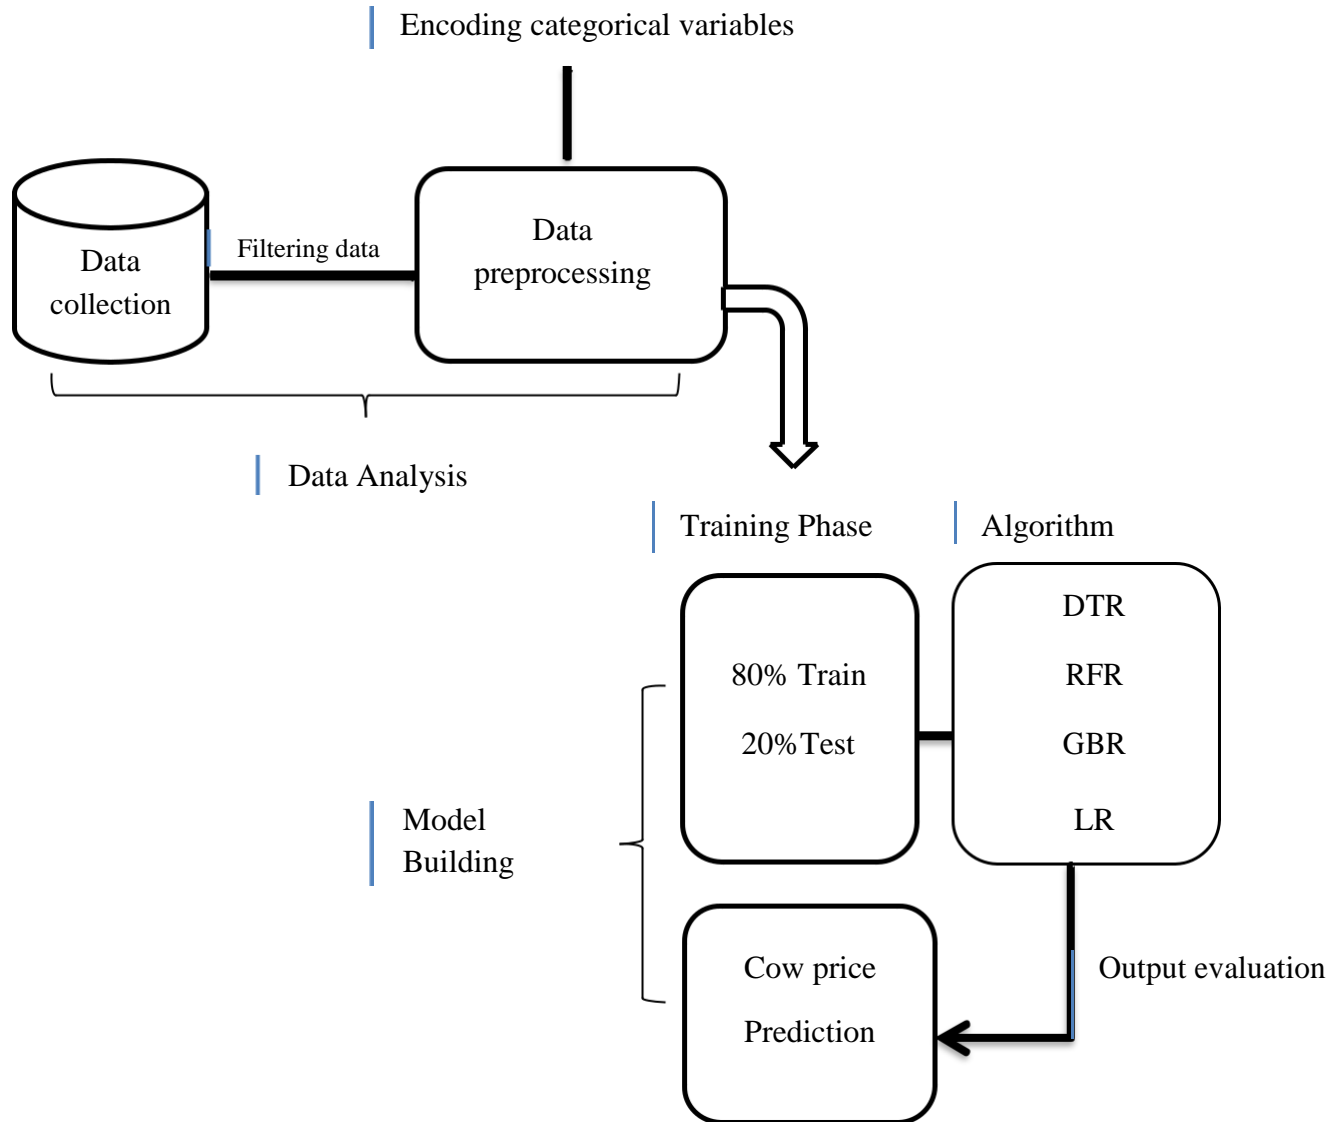 Encoding categorical variables
Data
collection
Filtering data
Data
preprocessing
Data Analysis
Training Phase
Algorithm
80% Train
20%Test
DTR
RFR
GBR
LR
Model
Building
Cow price
Prediction
Output evaluation